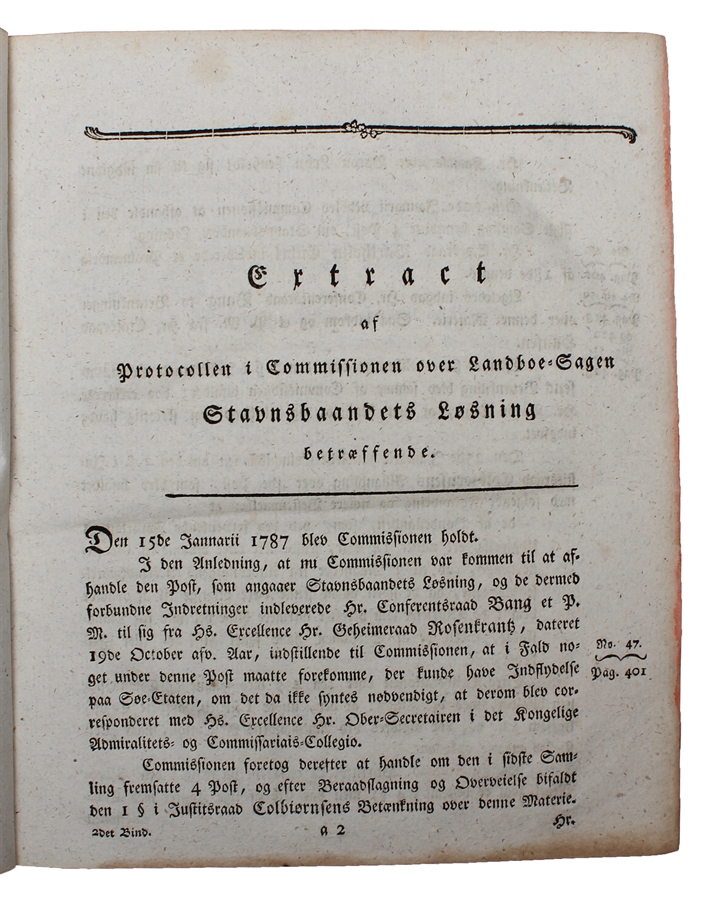 Extract
af
Protocollen i Commissionen over Landboe-Sagen
Stavnsbaandets Løsning
betræffende.
Den 15de Januarii 1787 blev Commissionen holdt.
I den Anledning, at nu Commissionen var kommen til at af-
handle den Post, som angaaer Stavnsbaandets Løsning, og de dermed
forbundne Indretninger indleverede Hr. Conferentsraad Bang et P.
M. til sig fra Hs. Excellence Hr. Geheimeraad Rosenkrantz, dateret
19de October afv. Aar, indstillende til Commissionen, at i Fald no-
get under denne Post maatte forekomme, der kunde have Indflydelse
paa Søe-Etaten, om det da ikke syntes nødvendigt, at derom blev cor-
responderet med Hs. Excellence Hr. Ober-Secretairen i det Kongelige
Admiralitets- og Commissariats-Collegio.
No. 47.
Pag. 401
Commissionen foretog derefter at handle om den i sidste Sam-
ling fremsatte 4 Post, og efter Beraadslagning og Overveielse bifaldt
den 1 § i Justitsraad Colbiørnsens Betænkning over denne Materie.
Hr.
2det Bind.
a 2